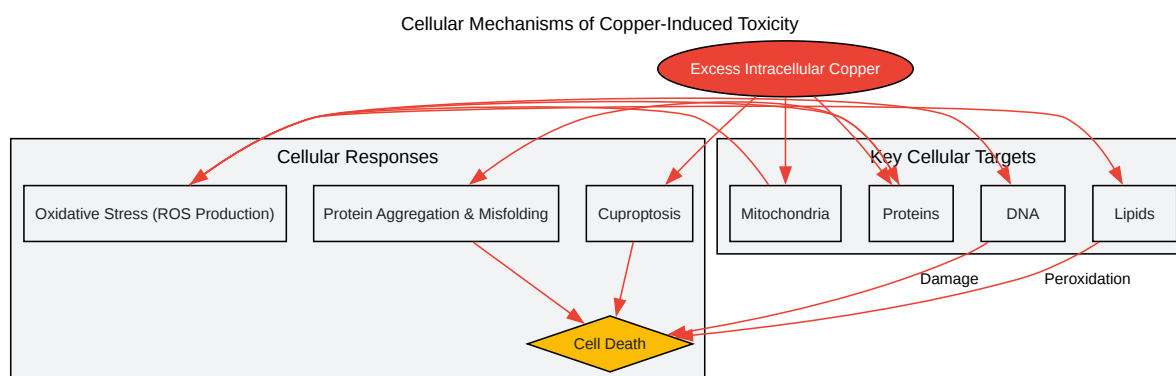 Cellular Mechanisms of Copper-Induced Toxicity
Excess Intracellular Copper
Cellular Responses
Key Cellular Targets
Oxidative Stress (ROS Production)
Protein Aggregation & Misfolding
Cuproptosis
Mitochondria
Proteins
DNA
Lipids
Damage
Peroxidation
Cell Death